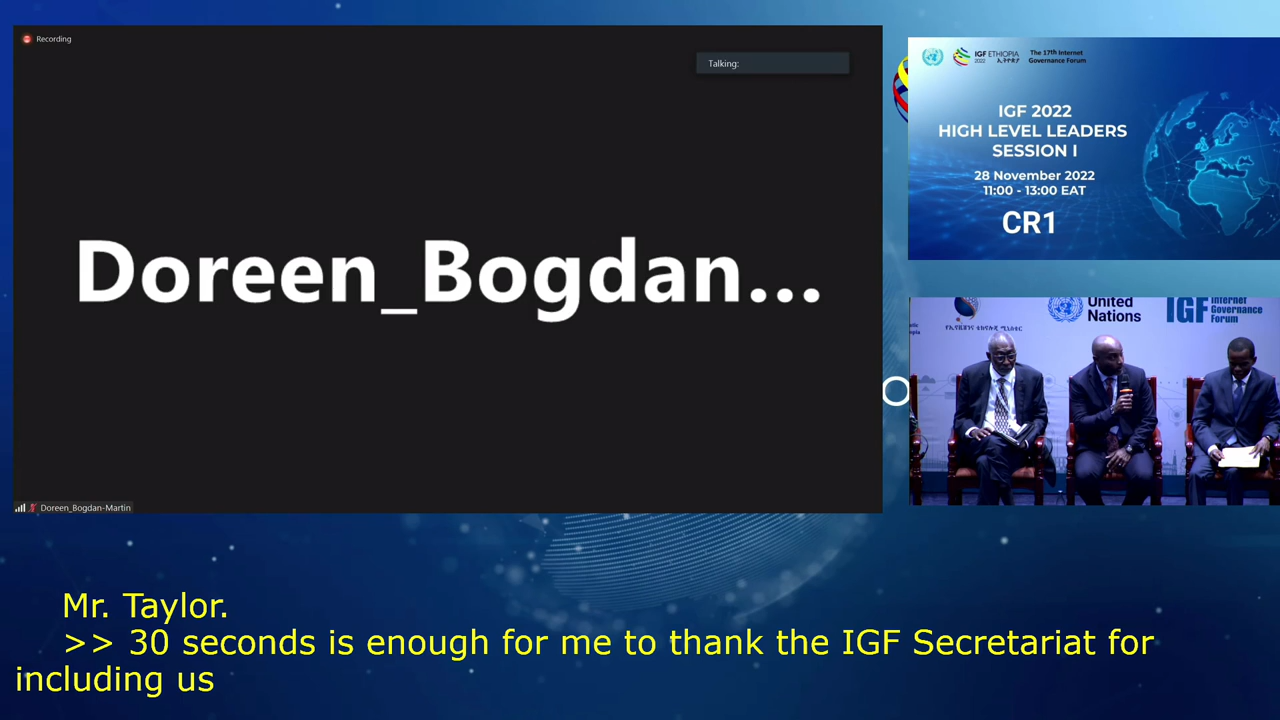 Recording
Talking:
Doreen_Bogdan...
Doreen_Bogdan-Martin
IGF ETHIOPIA
2022 ኢትዮጵያ
The 17th Internet
Governance Forum
IGF 2022
HIGH LEVEL LEADERS
SESSION I
28 November 2022
11:00 - 13:00 EAT
CR1
United
Nations
IGF
Internet
Governance
Forum
Mr. Taylor.
>> 30 seconds is enough for me to thank the IGF Secretariat for
including us